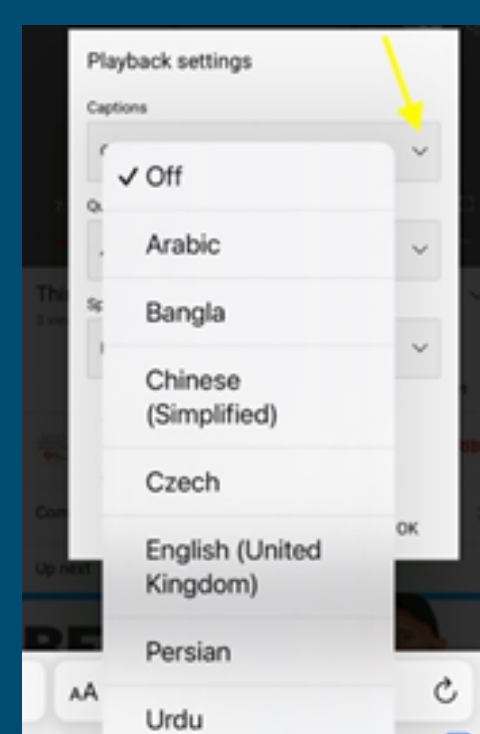 Playback settings
Captions
✓ Off
Arabic
Bangla
Chinese
(Simplified)
Czech
OK
English (United
Kingdom)
Up next
Persian
AA
Urdu